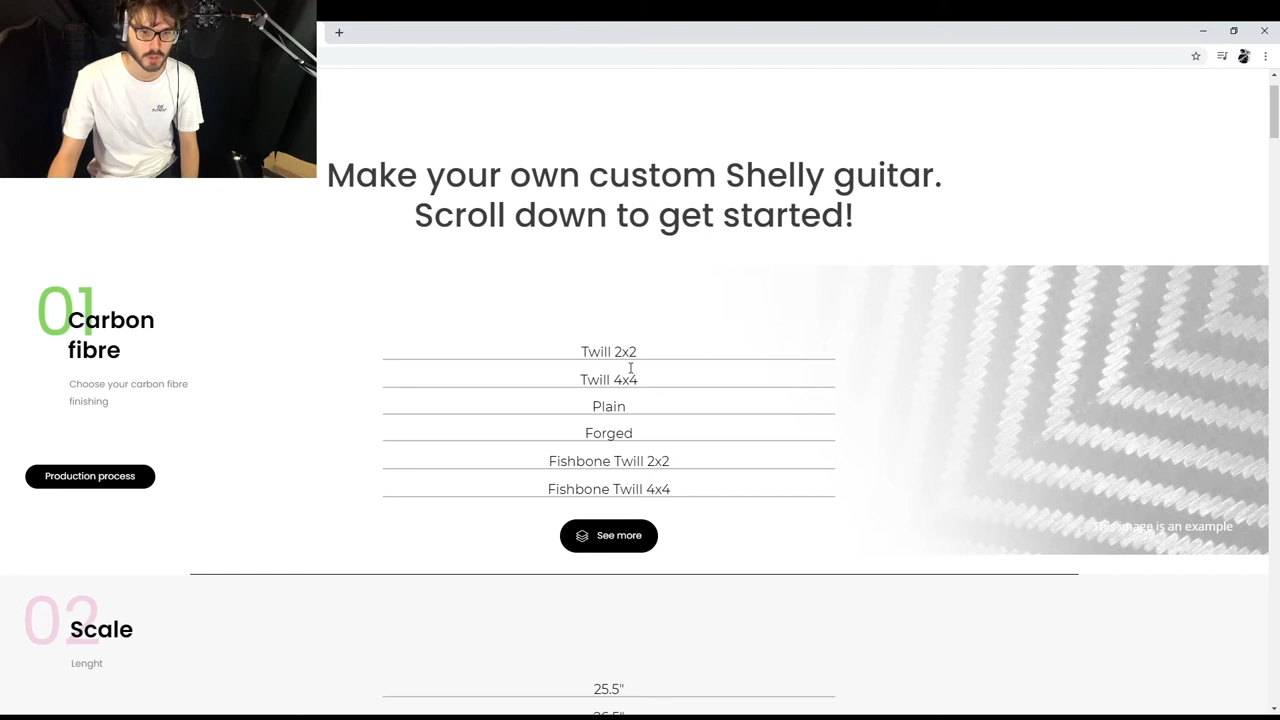 Make your own custom Shelly guitar.
Scroll down to get started!
01
Carbon
fibre
Choose your carbon fibre
finishing
Production process
Twill 2x2
Twill 4x4
Plain
Forged
Fishbone Twill 2x2
Fishbone Twill 4x4
See more
This image is an example
02
Scale
Lenght
25.5"